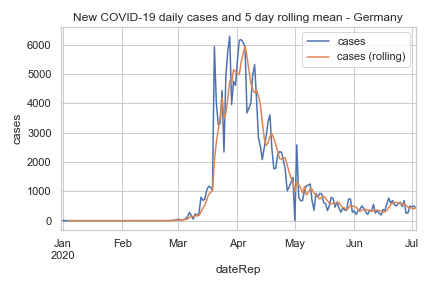 New COVID-19 daily cases and 5 day rolling mean - Germany
cases
cases (rolling)
6000
5000
4000
3000
2000
1000
0
cases
Jan Feb Mar Apr May Jun Jul
2020
dateRep